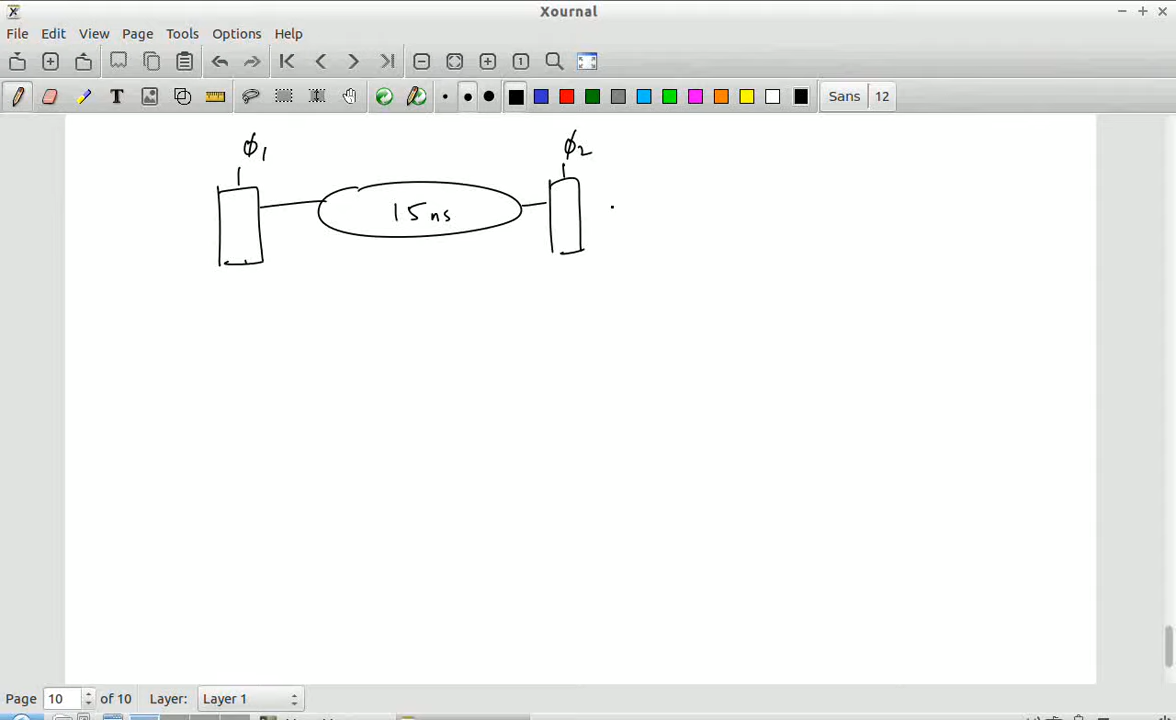 Xournal
File Edit View Page Tools Options Help
T Sans 12
ϕ1 ϕ2
15 ns
Page 10 of 10 Layer: Layer 1